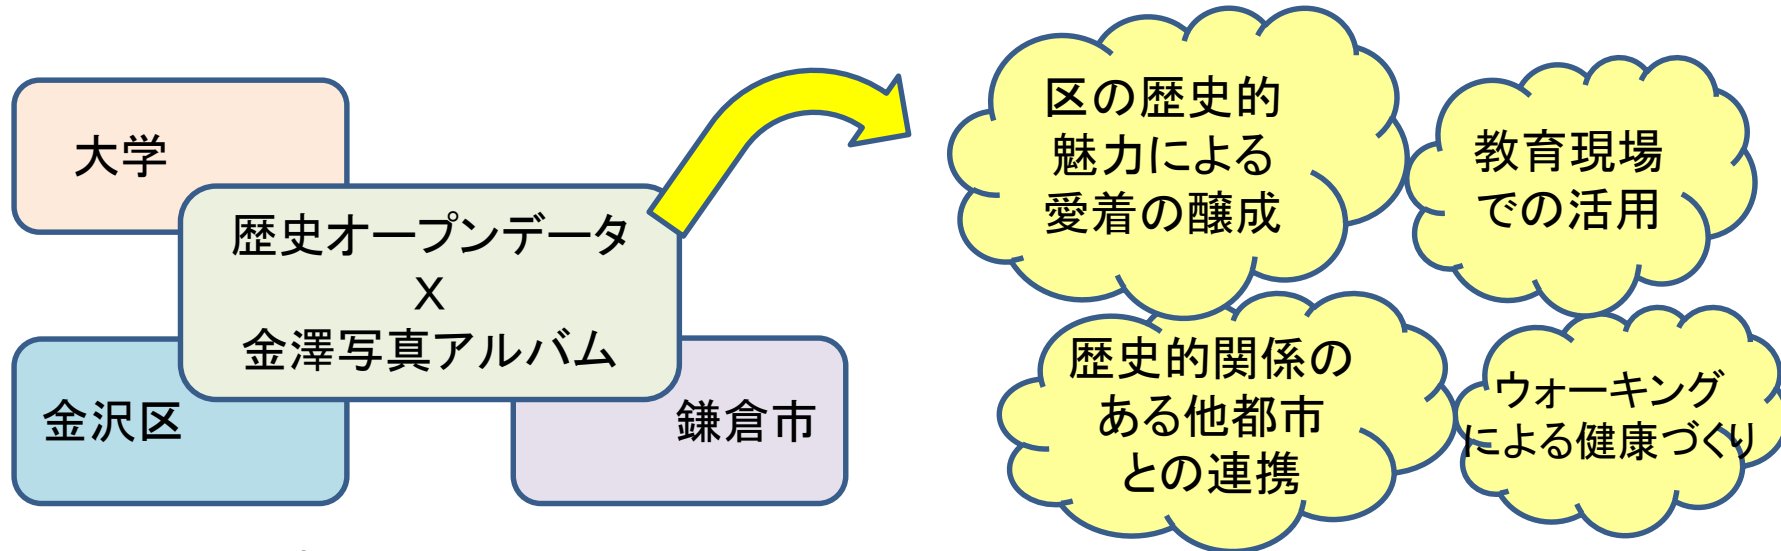 大学
歴史オープンデータ
X
金澤写真アルバム
金沢区
鎌倉市
区の歴史的
魅力による
愛着の醸成
教育現場
での活用
歴史的関係の
ある他都市
との連携
ウォーキング
による健康づくり